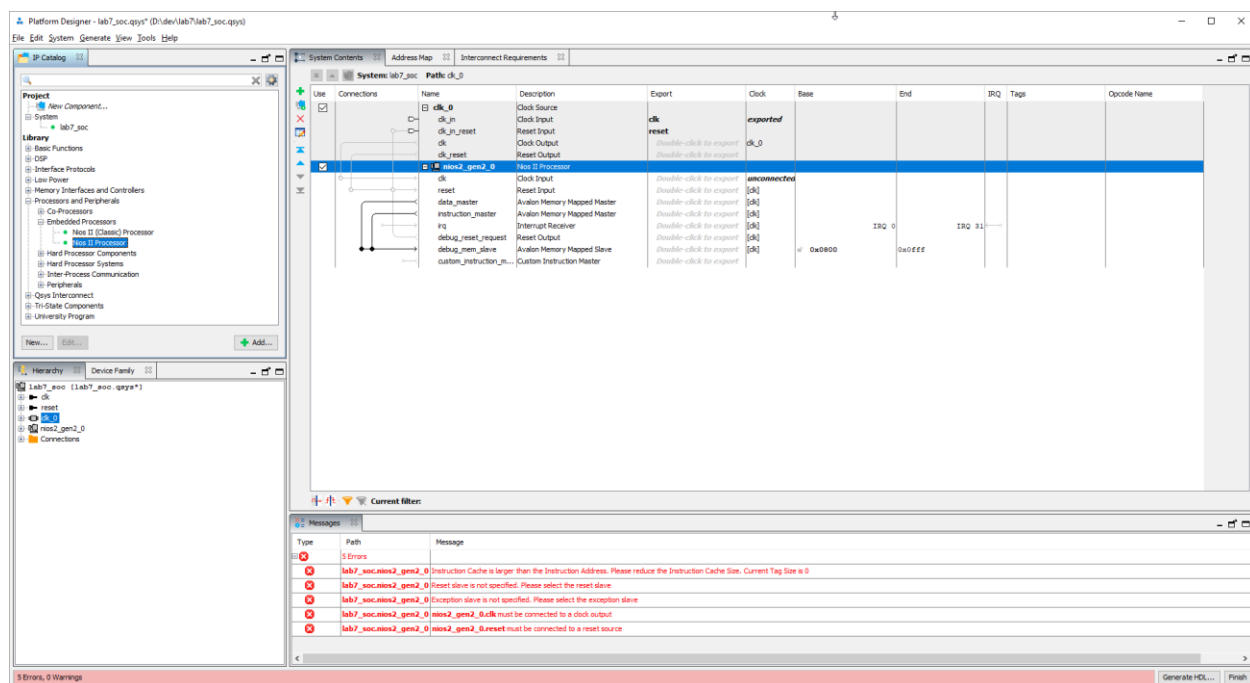 Platform Designer - lab7_soc.qsys* (D:\dev\lab7\lab7_soc.qsys)
File Edit System Generate View Tools Help
IP Catalog
Project
New Component...
System
lab7_soc
Library
Basic Functions
DSP
Interface Protocols
Low Power
Memory Interfaces and Controllers
Processors and Peripherals
Co-Processors
Embedded Processors
Nios II (Classic) Processor
Nios II Processor
Hard Processor Components
Hard Processor Systems
Inter-Process Communication
Peripherals
Qsys Interconnect
Tri-State Components
University Program
New... Edit... Add...
Hierarchy Device Family
lab7_soc [lab7_soc.qsys*]
clk
reset
clk_0
nios2_gen2_0
Connections
System Contents Address Map Interconnect Requirements
System: lab7_soc Path: clk_0
Use Connections Name Description Export Clock Base End IRQ Tags Opcode Name
clk_0 Clock Source
clk_in Clock Input clk exported
clk_in_reset Reset Input reset
clk Clock Output Double-click to export clk_0
clk_reset Reset Output Double-click to export
nios2_gen2_0 Nios II Processor
clk Clock Input Double-click to export unconnected
reset Reset Input Double-click to export [clk]
data_master Avalon Memory Mapped Master Double-click to export [clk]
instruction_master Avalon Memory Mapped Master Double-click to export [clk]
irq Interrupt Receiver Double-click to export [clk] IRQ 0 IRQ 31
debug_reset_request Reset Output Double-click to export [clk]
debug_mem_slave Avalon Memory Mapped Slave Double-click to export [clk] 0x0800 0x0fff
custom_instruction_m... Custom Instruction Master Double-click to export
Current filter:
Messages
Type Path Message
5 Errors
lab7_soc.nios2_gen2_0 Instruction Cache is larger than the Instruction Address. Please reduce the Instruction Cache Size. Current Tag Size is 0
lab7_soc.nios2_gen2_0 Reset slave is not specified. Please select the reset slave
lab7_soc.nios2_gen2_0 Exception slave is not specified. Please select the exception slave
lab7_soc.nios2_gen2_0 nios2_gen2_0.clk must be connected to a clock output
lab7_soc.nios2_gen2_0 nios2_gen2_0.reset must be connected to a reset source
5 Errors, 0 Warnings
Generate HDL... Finish